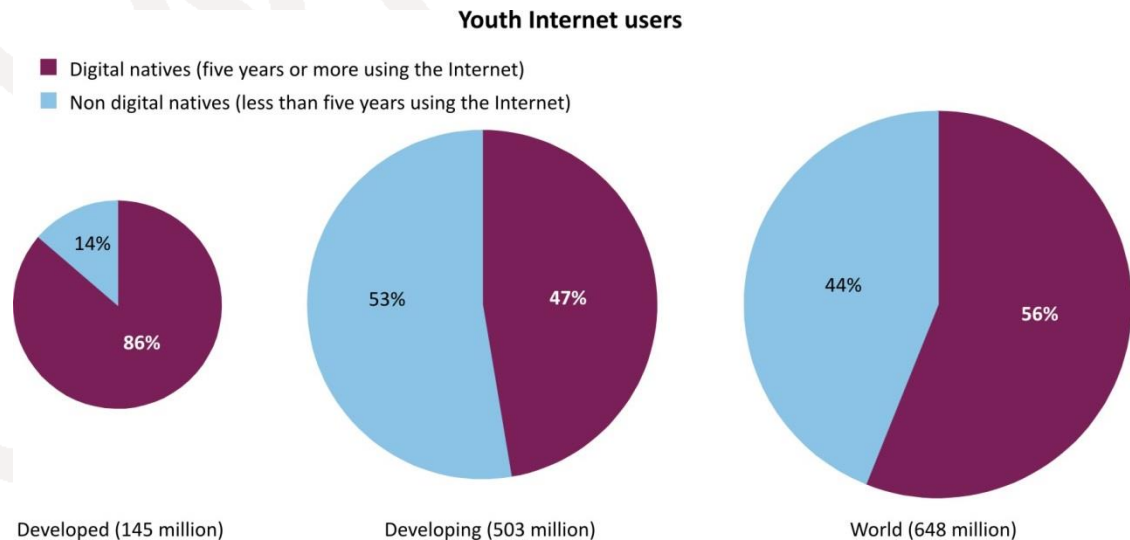 Youth Internet users
Digital natives (five years or more using the Internet)
Non digital natives (less than five years using the Internet)
14%
86%
53%
47%
44%
56%
Developed (145 million)
Developing (503 million)
World (648 million)